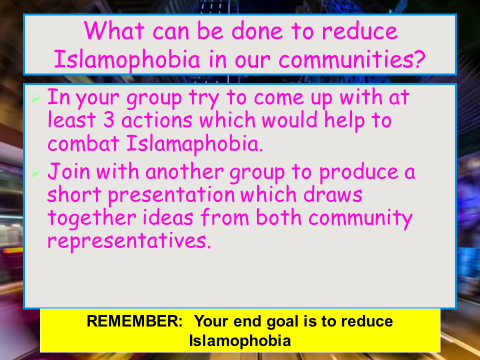 What can be done to reduce
Islamophobia in our communities?
In your group try to come up with at
least 3 actions which would help to
combat Islamaphobia.
Join with another group to produce a
short presentation which draws
together ideas from both community
representatives.
REMEMBER:  Your end goal is to reduce
Islamophobia